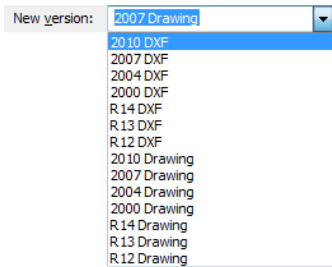 New version: 2007 Drawing
2010 DXF
2007 DXF
2004 DXF
2000 DXF
R14 DXF
R13 DXF
R12 DXF
2010 Drawing
2007 Drawing
2004 Drawing
2000 Drawing
R14 Drawing
R13 Drawing
R12 Drawing